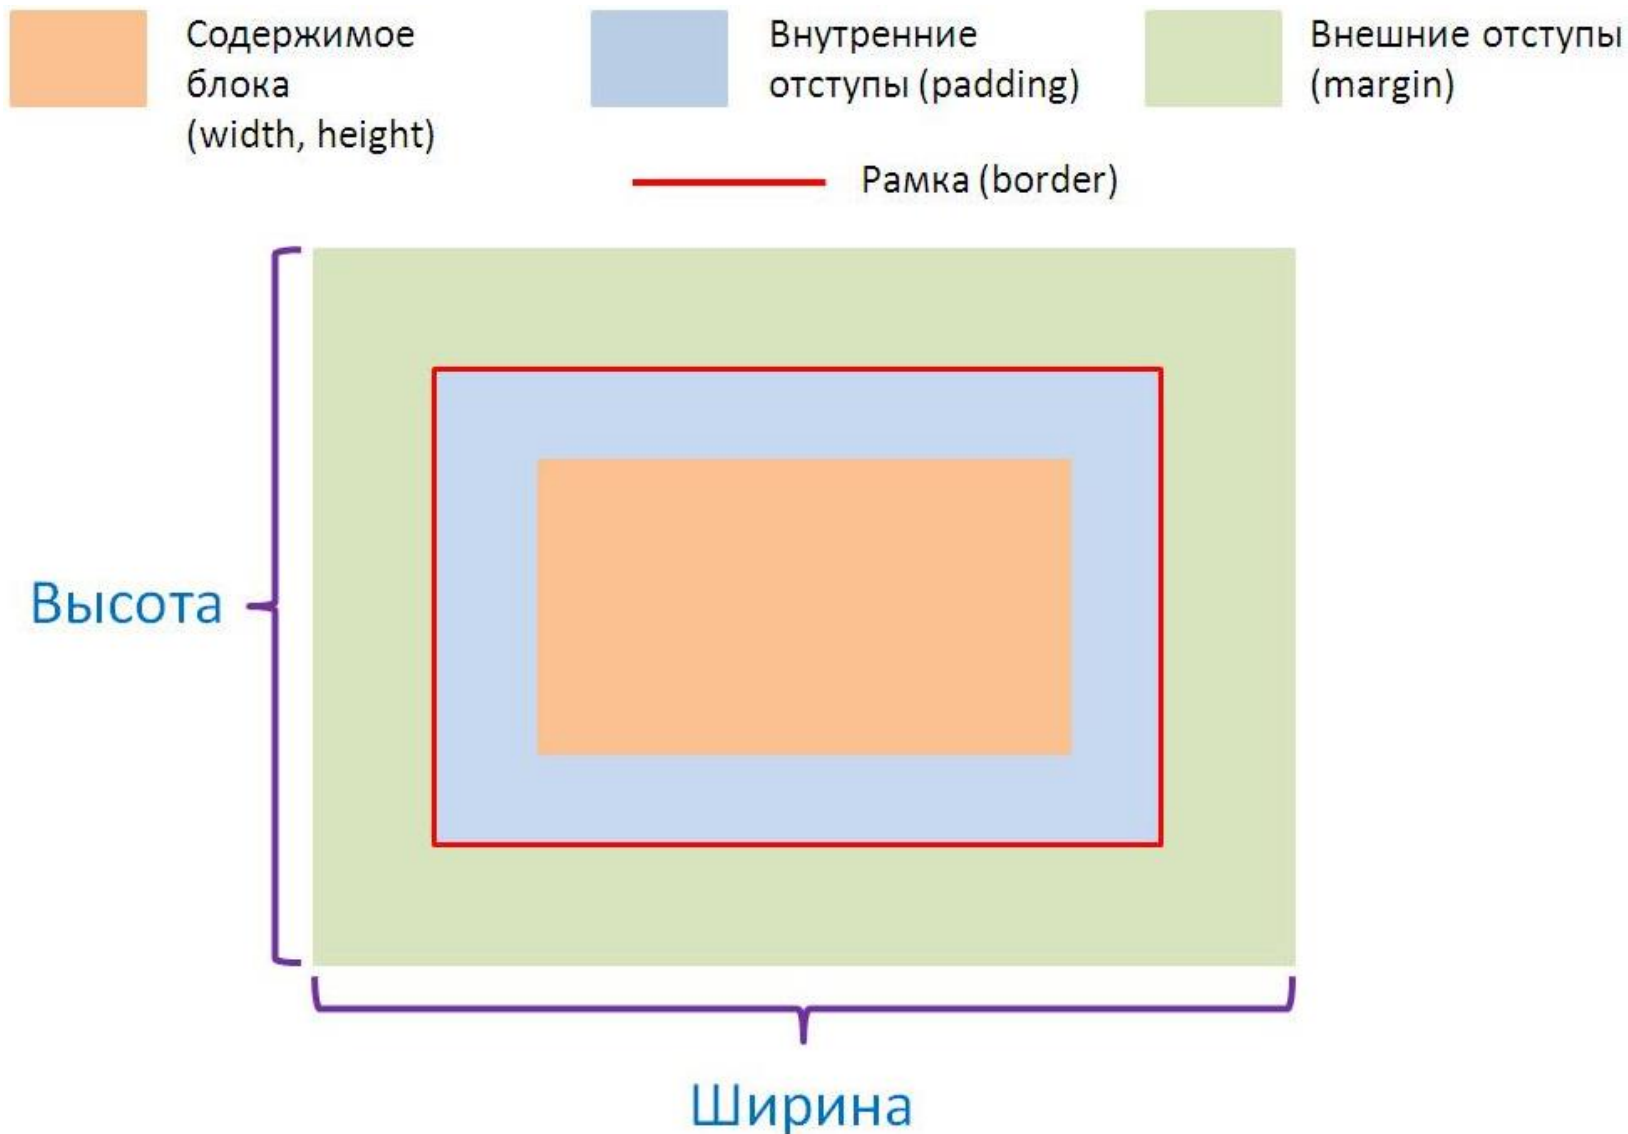 Содержимое
блока
(width, height)
Внутренние
отступы (padding)
Внешние отступы
(margin)
Рамка (border)
Высота
Ширина